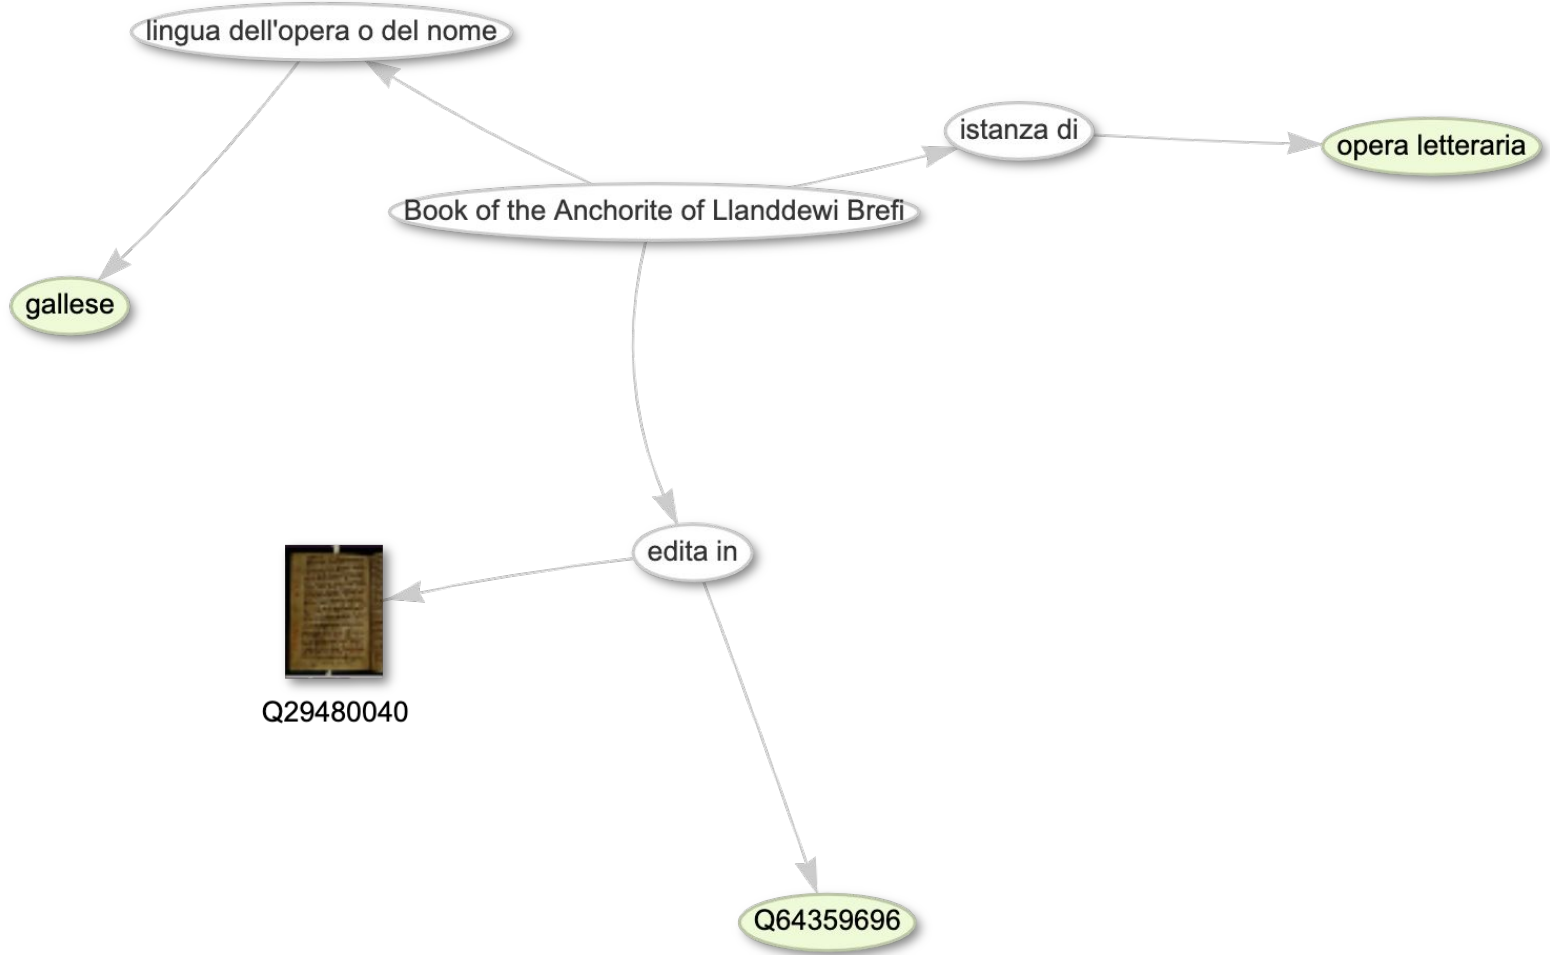 lingua dell'opera o del nome
istanza di
opera letteraria
Book of the Anchorite of Llanddewi Brefi
gallese
edita in
Q29480040
Q64359696